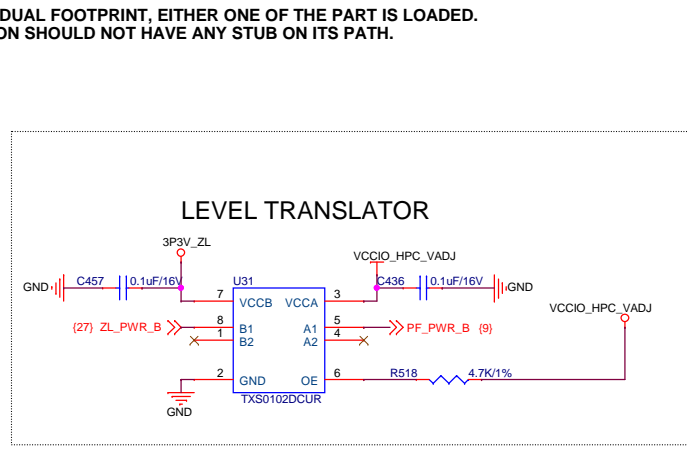 DUAL FOOTPRINT, EITHER ONE OF THE PART IS LOADED.
ON SHOULD NOT HAVE ANY STUB ON ITS PATH.
LEVEL TRANSLATOR
3P3V_ZL
VCCIO_HPC_VADJ
GND
C457
0.1uF/16V
U31
C436
0.1uF/16V
GND
VCCIO_HPC_VADJ
7
VCCB
VCCA
3
{27} ZL_PWR_B
8
B1
A1
5
PF_PWR_B {9}
1
B2
A2
4
2
GND
OE
6
R518
4.7K/1%
TXS0102DCUR
GND